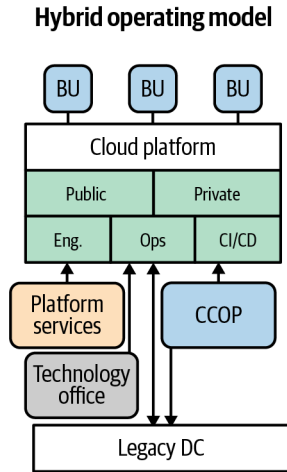 Hybrid operating model
BU BU BU
Cloud platform
Public Private
Eng. Ops CI/CD
Platform
services
CCOP
Technology
office
Legacy DC